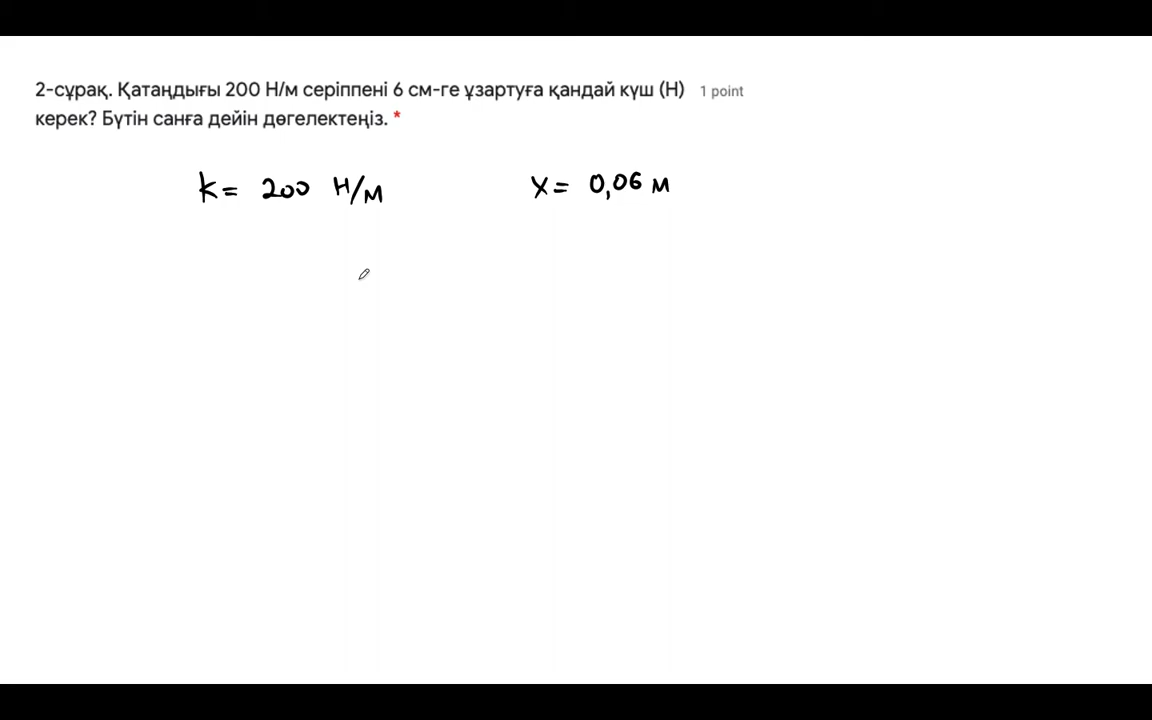 2-сұрақ. Қатаңдығы 200 Н/м серіппені 6 см-ге ұзартуға қандай күш (Н) 1 point
керек? Бүтін санға дейін дөгелектеңіз. *
k = 200 Н/м x = 0,06 м